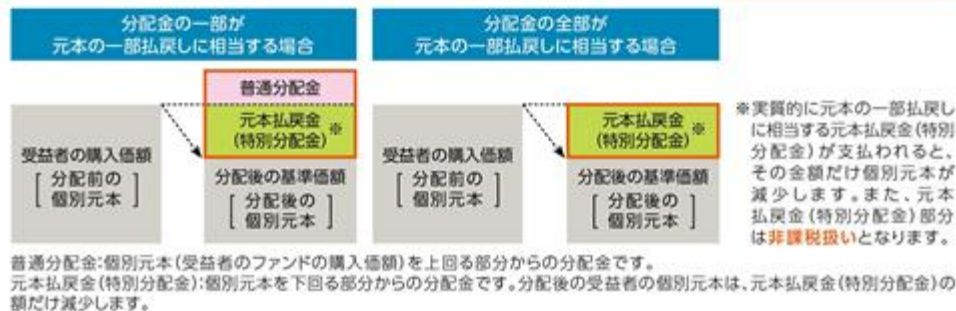 分配金の一部が
元本の一部払戻しに相当する場合
普通分配金
元本払戻金
(特別分配金)※
受益者の購入価額
[分配前の
個別元本]
分配後の基準価額
[分配後の
個別元本]
分配金の全部が
元本の一部払戻しに相当する場合
元本払戻金
(特別分配金)※
受益者の購入価額
[分配前の
個別元本]
分配後の基準価額
[分配後の
個別元本]
※実質的に元本の一部払戻し
に相当する元本払戻金(特別
分配金)が支払われると、
その金額だけ個別元本が
減少します。また、元本
払戻金(特別分配金)部分
は非課税扱いとなります。
普通分配金:個別元本(受益者のファンドの購入価額)を上回る部分からの分配金です。
元本払戻金(特別分配金):個別元本を下回る部分からの分配金です。分配後の受益者の個別元本は、元本払戻金(特別分配金)の
額だけ減少します。